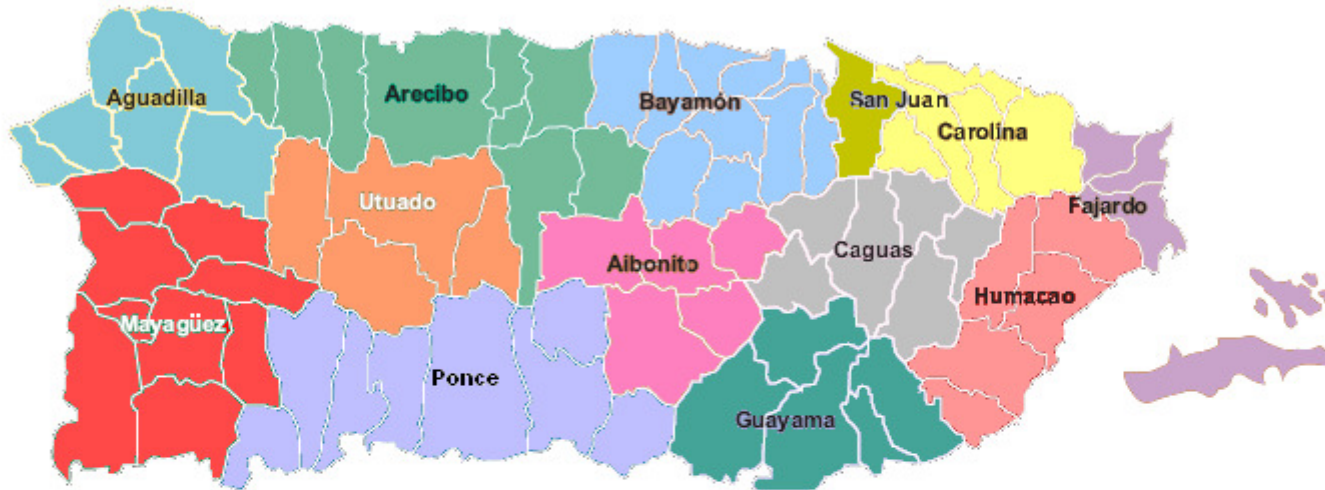 Aguadilla
Arecibo
Bayamón
San Juan
Carolina
Utuado
Fajardo
Aibonito
Caguas
Mayagüez
Humacao
Ponce
Guayama